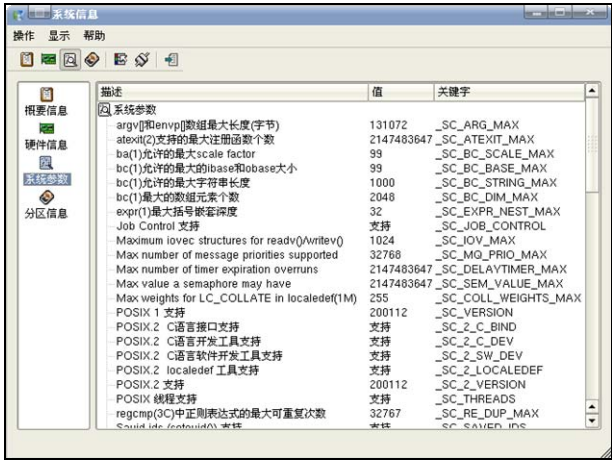 系统信息
操作 显示 帮助
概要信息
硬件信息
系统参数
分区信息
描述 值 关键字
系统参数
argv[]和envp[]数组最大长度(字节) 131072 _SC_ARG_MAX
atexit(2)支持的最大注册函数个数 2147483647 _SC_ATEXIT_MAX
ba(1)允许的最大scale factor 99 _SC_BC_SCALE_MAX
bc(1)允许的最大的ibase和obase大小 99 _SC_BC_BASE_MAX
bc(1)允许的最大字符串长度 1000 _SC_BC_STRING_MAX
bc(1)最大的数组元素个数 2048 _SC_BC_DIM_MAX
expr(1)最大括号嵌套深度 32 _SC_EXPR_NEST_MAX
Job Control 支持 支持 _SC_JOB_CONTROL
Maximum iovec structures for readv()/writev() 1024 _SC_IOV_MAX
Max number of message priorities supported 32768 _SC_MQ_PRIO_MAX
Max number of timer expiration overruns 2147483647 _SC_DELAYTIMER_MAX
Max value a semaphore may have 2147483647 _SC_SEM_VALUE_MAX
Max weights for LC_COLLATE in localedef(1M) 255 _SC_COLL_WEIGHTS_MAX
POSIX 1 支持 200112 _SC_VERSION
POSIX.2 C语言接口支持 支持 _SC_2_C_BIND
POSIX.2 C语言开发工具支持 支持 _SC_2_C_DEV
POSIX.2 C语言软件开发工具支持 支持 _SC_2_SW_DEV
POSIX.2 localedef 工具支持 支持 _SC_2_LOCALEDEF
POSIX.2 支持 200112 _SC_2_VERSION
POSIX 线程支持 支持 _SC_THREADS
regcmp(3C)中正则表达式的最大可重复次数 32767 _SC_RE_DUP_MAX
Saved ids (seteuid()) 支持 支持 _SC_SAVED_IDS